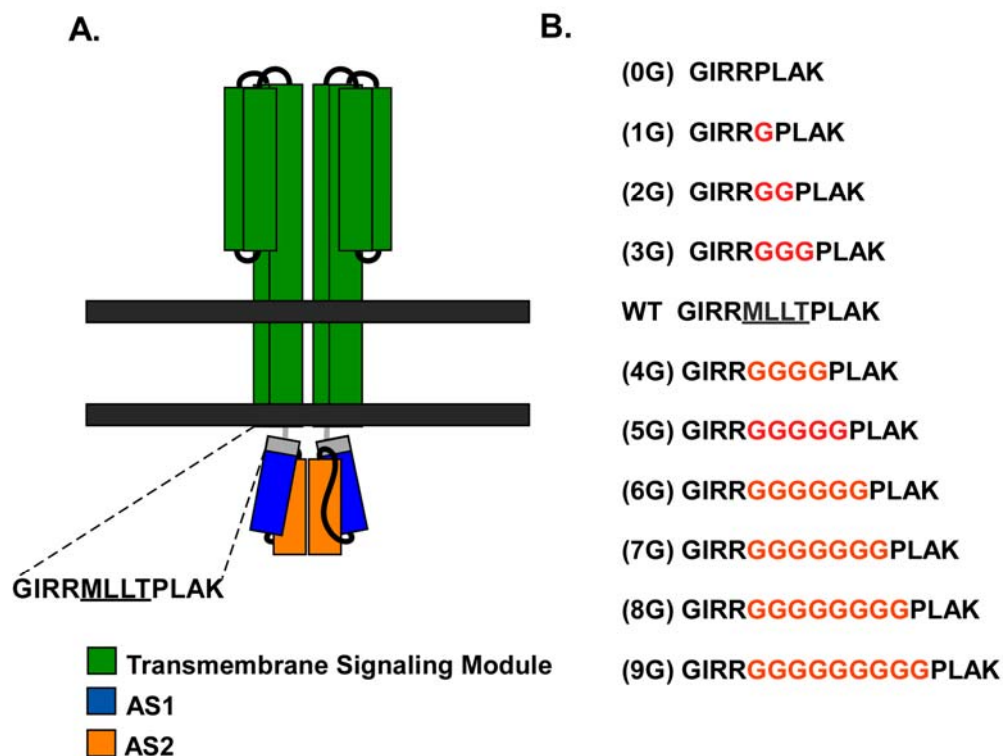 A.
GIRRMLLTPLAK
Transmembrane Signaling Module
AS1
AS2
B.
(0G) GIRRPLAK
(1G) GIRRGPLAK
(2G) GIRRGGPLAK
(3G) GIRRGGGPLAK
WT GIRRMLLTPLAK
(4G) GIRRGGGGPLAK
(5G) GIRRGGGGGPLAK
(6G) GIRRGGGGGGPLAK
(7G) GIRRGGGGGGGPLAK
(8G) GIRRGGGGGGGGPLAK
(9G) GIRRGGGGGGGGGPLAK